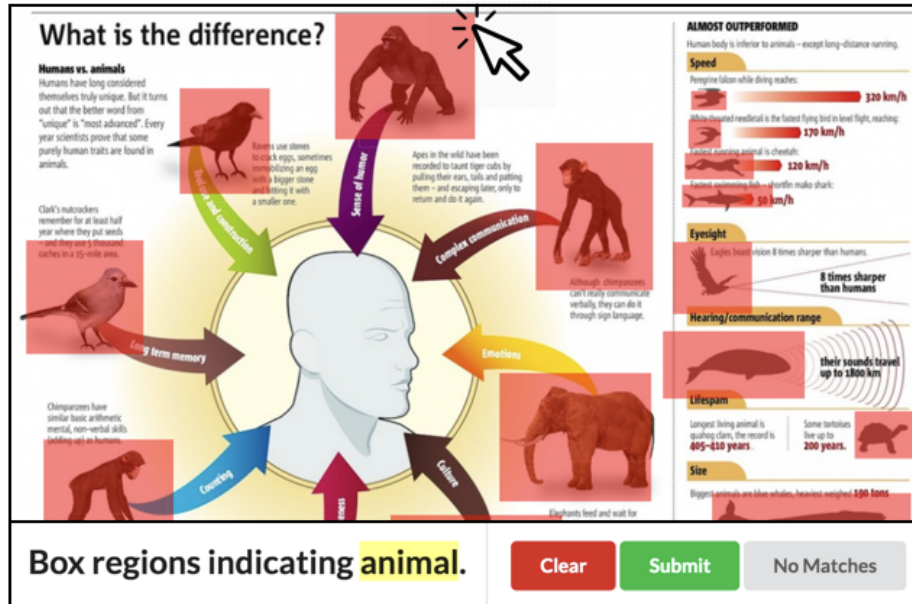 What is the difference?
Humans vs. animals
Humans have long considered
themselves truly unique. But it turns
out that the better word from
"unique" is "most advanced". Every
year scientists prove that some
purely human traits are found in
animals.
Ravens use stones
to crack eggs, sometimes
immobilizing an egg
with a bigger stone
and hitting it with
a smaller one.
Clark's nutcrackers
remember for at least half
year where they put seeds
– and they use 5 thousand
caches in a 15-mile area.
Chimpanzees have
similar basic arithmetic
mental, non-verbal skills
(adding up) as humans.
and construction
Sense of humor
Apes in the wild have been
recorded to taunt tiger cubs by
pulling their ears, tails and patting
them – and escaping later, only to
return and do it again.
Complex communication
Although chimpanzees
can't really communicate
verbally, they can do it
through sign language.
Long term memory
Emotions
Counting
Culture
Elephants feed and wait for
ALMOST OUTPERFORMED
Human body is inferior to animals – except long-distance running.
Speed
Peregrine falcon while diving reaches:
320 km/h
White-throated needletail is the fastest flying bird in level flight, reaching:
170 km/h
Fastest running animal is cheetah:
120 km/h
Fastest swimming fish – shortfin mako shark:
50 km/h
Eyesight
Eagles boast vision 8 times sharper than humans.
8 times sharper
than humans
Hearing/communication range
their sounds travel
up to 1800 km
Lifespam
Longest living animal is
quahog clam, the record is
405–410 years.
Some tortoises
live up to
200 years.
Size
Biggest animals are blue whales, heaviest weighed 190 tons
Box regions indicating animal.
Clear
Submit
No Matches